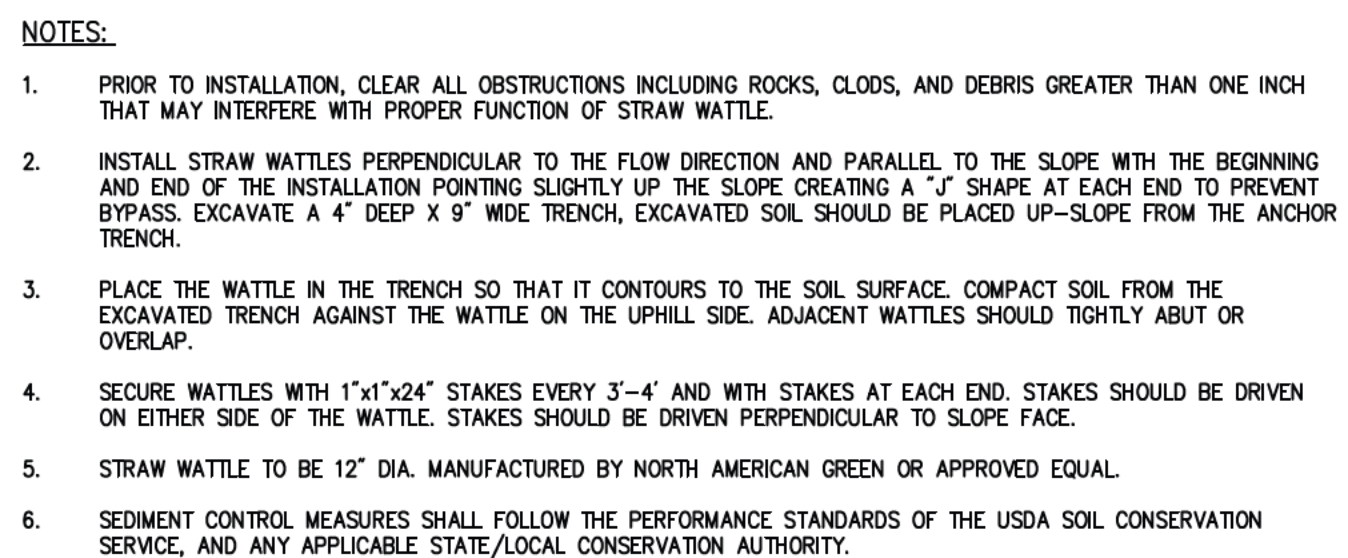 NOTES:
1. PRIOR TO INSTALLATION, CLEAR ALL OBSTRUCTIONS INCLUDING ROCKS, CLODS, AND DEBRIS GREATER THAN ONE INCH
THAT MAY INTERFERE WITH PROPER FUNCTION OF STRAW WATTLE.
2. INSTALL STRAW WATTLES PERPENDICULAR TO THE FLOW DIRECTION AND PARALLEL TO THE SLOPE WITH THE BEGINNING
AND END OF THE INSTALLATION POINTING SLIGHTLY UP THE SLOPE CREATING A "J" SHAPE AT EACH END TO PREVENT
BYPASS. EXCAVATE A 4" DEEP X 9" WIDE TRENCH, EXCAVATED SOIL SHOULD BE PLACED UP-SLOPE FROM THE ANCHOR
TRENCH.
3. PLACE THE WATTLE IN THE TRENCH SO THAT IT CONTOURS TO THE SOIL SURFACE. COMPACT SOIL FROM THE
EXCAVATED TRENCH AGAINST THE WATTLE ON THE UPHILL SIDE. ADJACENT WATTLES SHOULD TIGHTLY ABUT OR
OVERLAP.
4. SECURE WATTLES WITH 1"x1"x24" STAKES EVERY 3'-4' AND WITH STAKES AT EACH END. STAKES SHOULD BE DRIVEN
ON EITHER SIDE OF THE WATTLE. STAKES SHOULD BE DRIVEN PERPENDICULAR TO SLOPE FACE.
5. STRAW WATTLE TO BE 12" DIA. MANUFACTURED BY NORTH AMERICAN GREEN OR APPROVED EQUAL.
6. SEDIMENT CONTROL MEASURES SHALL FOLLOW THE PERFORMANCE STANDARDS OF THE USDA SOIL CONSERVATION
SERVICE, AND ANY APPLICABLE STATE/LOCAL CONSERVATION AUTHORITY.